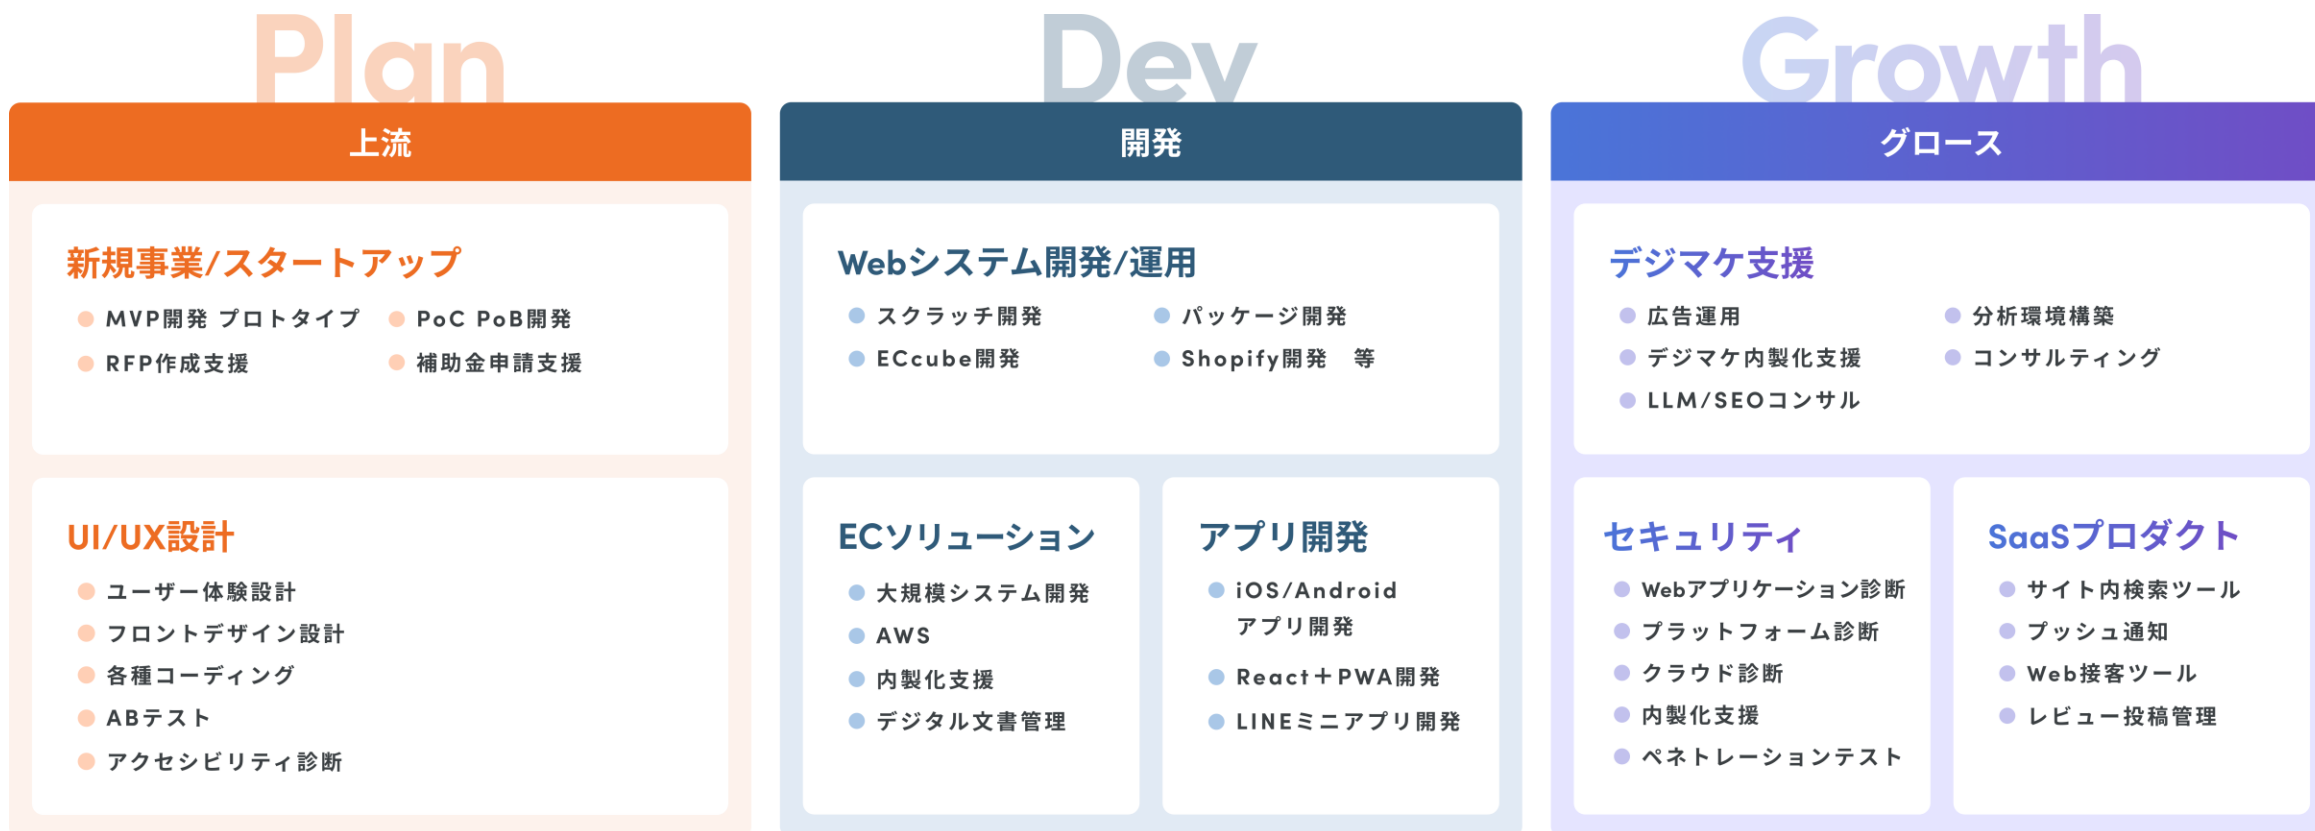 Plan
上流
新規事業/スタートアップ
MVP開発 プロトタイプ
PoC PoB開発
RFP作成支援
補助金申請支援
UI/UX設計
ユーザー体験設計
フロントデザイン設計
各種コーディング
ABテスト
アクセシビリティ診断
Dev
開発
Webシステム開発/運用
スクラッチ開発
パッケージ開発
ECcube開発
Shopify開発　等
ECソリューション
大規模システム開発
AWS
内製化支援
デジタル文書管理
アプリ開発
iOS/Android
アプリ開発
React＋PWA開発
LINEミニアプリ開発
Growth
グロース
デジマケ支援
広告運用
分析環境構築
デジマケ内製化支援
コンサルティング
LLM/SEOコンサル
セキュリティ
Webアプリケーション診断
プラットフォーム診断
クラウド診断
内製化支援
ペネトレーションテスト
SaaSプロダクト
サイト内検索ツール
プッシュ通知
Web接客ツール
レビュー投稿管理